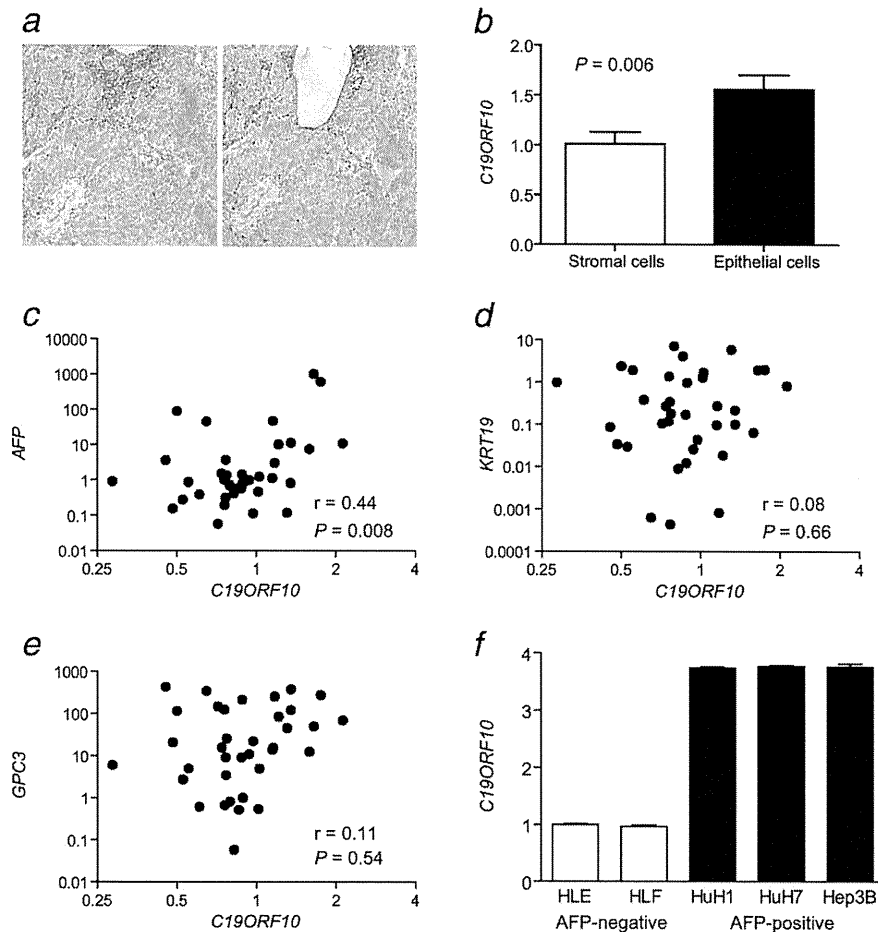 a
b
2.0
1.5
1.0
0.5
0.0
C19ORF10
P = 0.006
Stromal cells Epithelial cells
c
10000
1000
100
10
1
0.1
0.01
AFP
r = 0.44
P = 0.008
0.25 0.5 1 2 4
C19ORF10
d
10
1
0.1
0.01
0.001
0.0001
KRT19
r = 0.08
P = 0.66
0.25 0.5 1 2 4
C19ORF10
e
1000
100
10
1
0.1
0.01
GPC3
r = 0.11
P = 0.54
0.25 0.5 1 2 4
C19ORF10
f
4
3
2
1
0
C19ORF10
HLE HLF HuH1 HuH7 Hep3B
AFP-negative AFP-positive